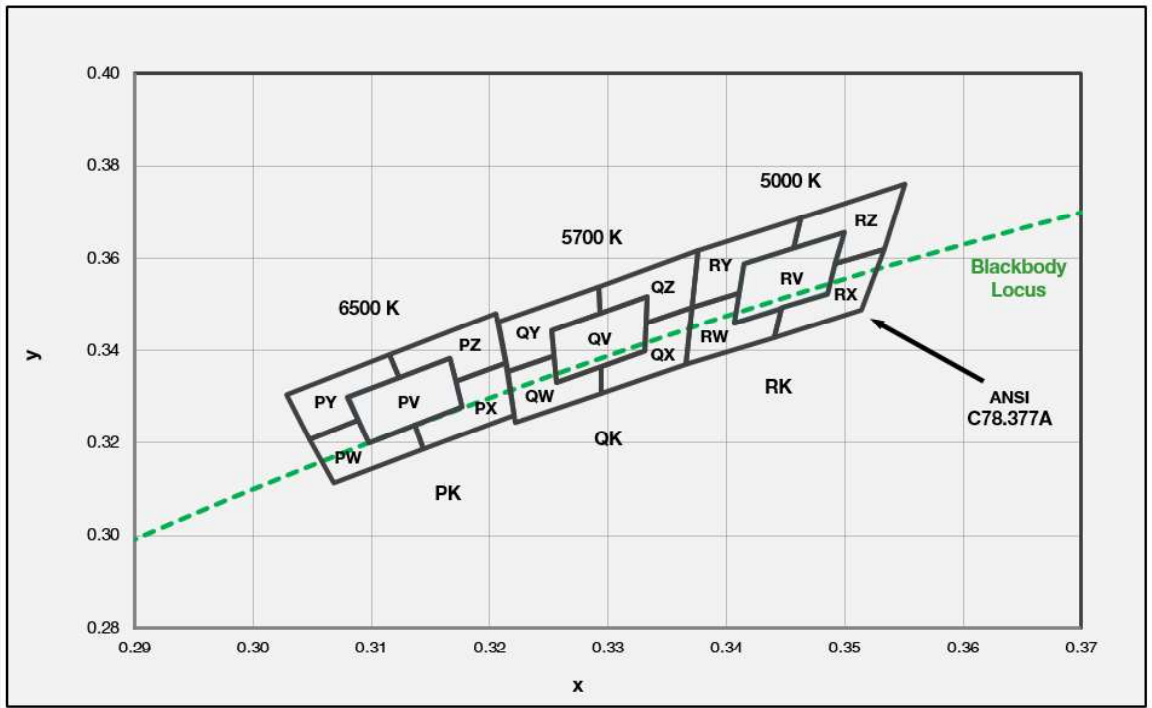 0.40
0.38
0.36
0.34
0.32
0.30
0.28
y
5000 K
5700 K
6500 K
RZ
RY
RV
RX
QZ
QY
QV
RW
QX
PZ
PY
PV
PX
QW
PW
RK
QK
PK
Blackbody
Locus
ANSI
C78.377A
0.29 0.30 0.31 0.32 0.33 0.34 0.35 0.36 0.37
x